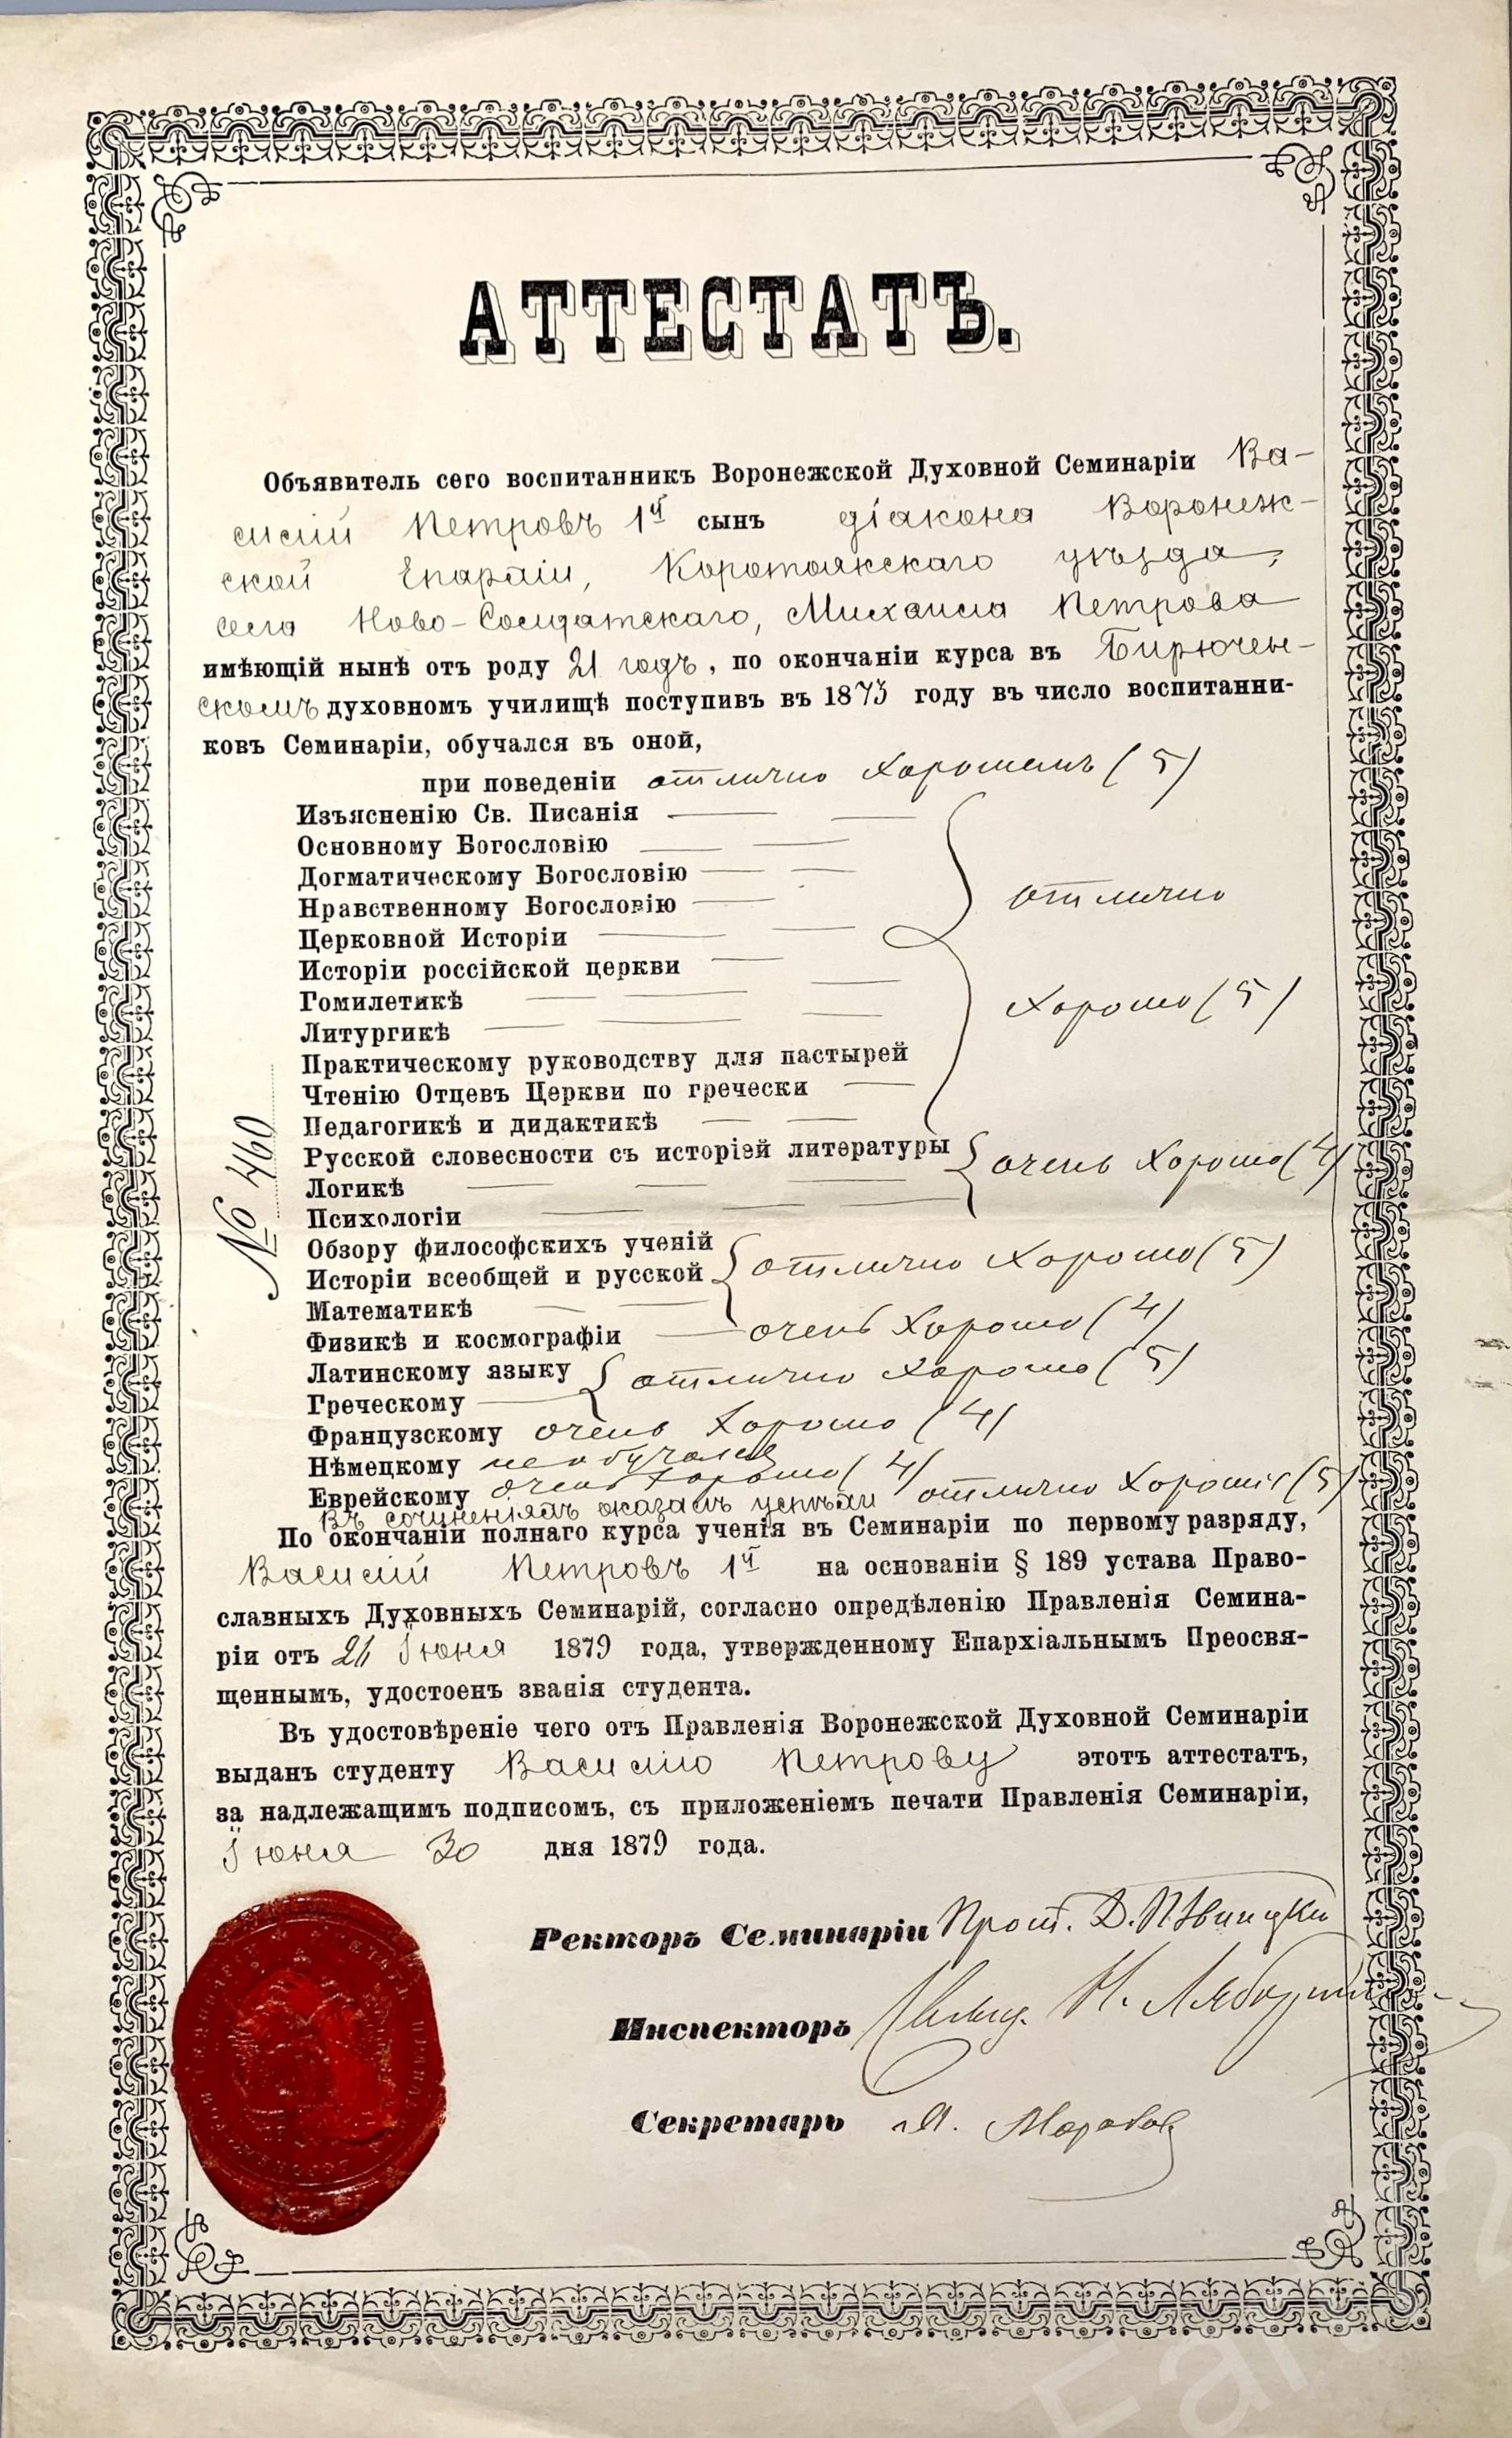 АТТЕСТАТЪ.
Объявитель сего воспитанникъ Воронежской Духовной Семинаріи Ва-
силій Петровъ 1й сынъ діакона Воронеж-
ской Епархіи, Коротоякскаго уѣзда,
села Ново-Солдатскаго, Михаила Петрова
имѣющій нынѣ отъ роду 21 годъ, по окончаніи курса въ Бирючен-
скомъ духовномъ училищѣ поступивъ въ 1873 году въ число воспитанни-
ковъ Семинаріи, обучался въ оной,
при поведеніи отлично хорошемъ (5)
Изъясненію Св. Писанія
Основному Богословію
Догматическому Богословію
Нравственному Богословію отлично
Церковной Исторіи
Исторіи россійской церкви
Гомилетикѣ хорошо (5)
Литургикѣ
Практическому руководству для пастырей
Чтенію Отцевъ Церкви по гречески
Педагогикѣ и дидактикѣ
Русской словесности съ исторіей литературы очень хорошо (4)
Логикѣ
Психологіи
Обзору философскихъ ученій
Исторіи всеобщей и русской отлично хорошо (5)
Математикѣ
Физикѣ и космографіи очень хорошо (4)
Латинскому языку отлично хорошо (5)
Греческому
Французскому очень хорошо (4)
Нѣмецкому не обучался
Еврейскому очень хорошо (4)
Въ сочиненіяхъ оказалъ успѣхи отлично хорошіе (5)
№ 460
По окончаніи полнаго курса ученія въ Семинаріи по первому разряду,
Василій Петровъ 1й на основаніи § 189 устава Право-
славныхъ Духовныхъ Семинарій, согласно опредѣленію Правленія Семина-
ріи отъ Іюня 1879 года, утвержденному Епархіальнымъ Преосвя-
щеннымъ, удостоенъ званія студента.
Въ удостовѣреніе чего отъ Правленія Воронежской Духовной Семинаріи
выданъ студенту Василію Петрову этотъ аттестатъ,
за надлежащимъ подписомъ, съ приложеніемъ печати Правленія Семинаріи,
Іюня 30 дня 1879 года.
Ректоръ Семинаріи Прот. Д. Пѣвицкій
Инспекторъ Н.
Секретарь